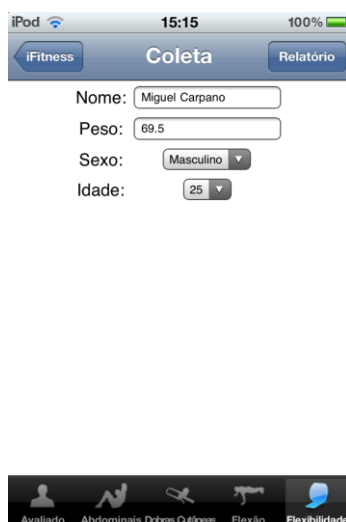 iPod 15:15 100%
iFitness Coleta Relatório
Nome: Miguel Carpano
Peso: 69.5
Sexo: Masculino
Idade: 25
Avaliado Abdominais Dobras Cutâneas Flexão Flexibilidade